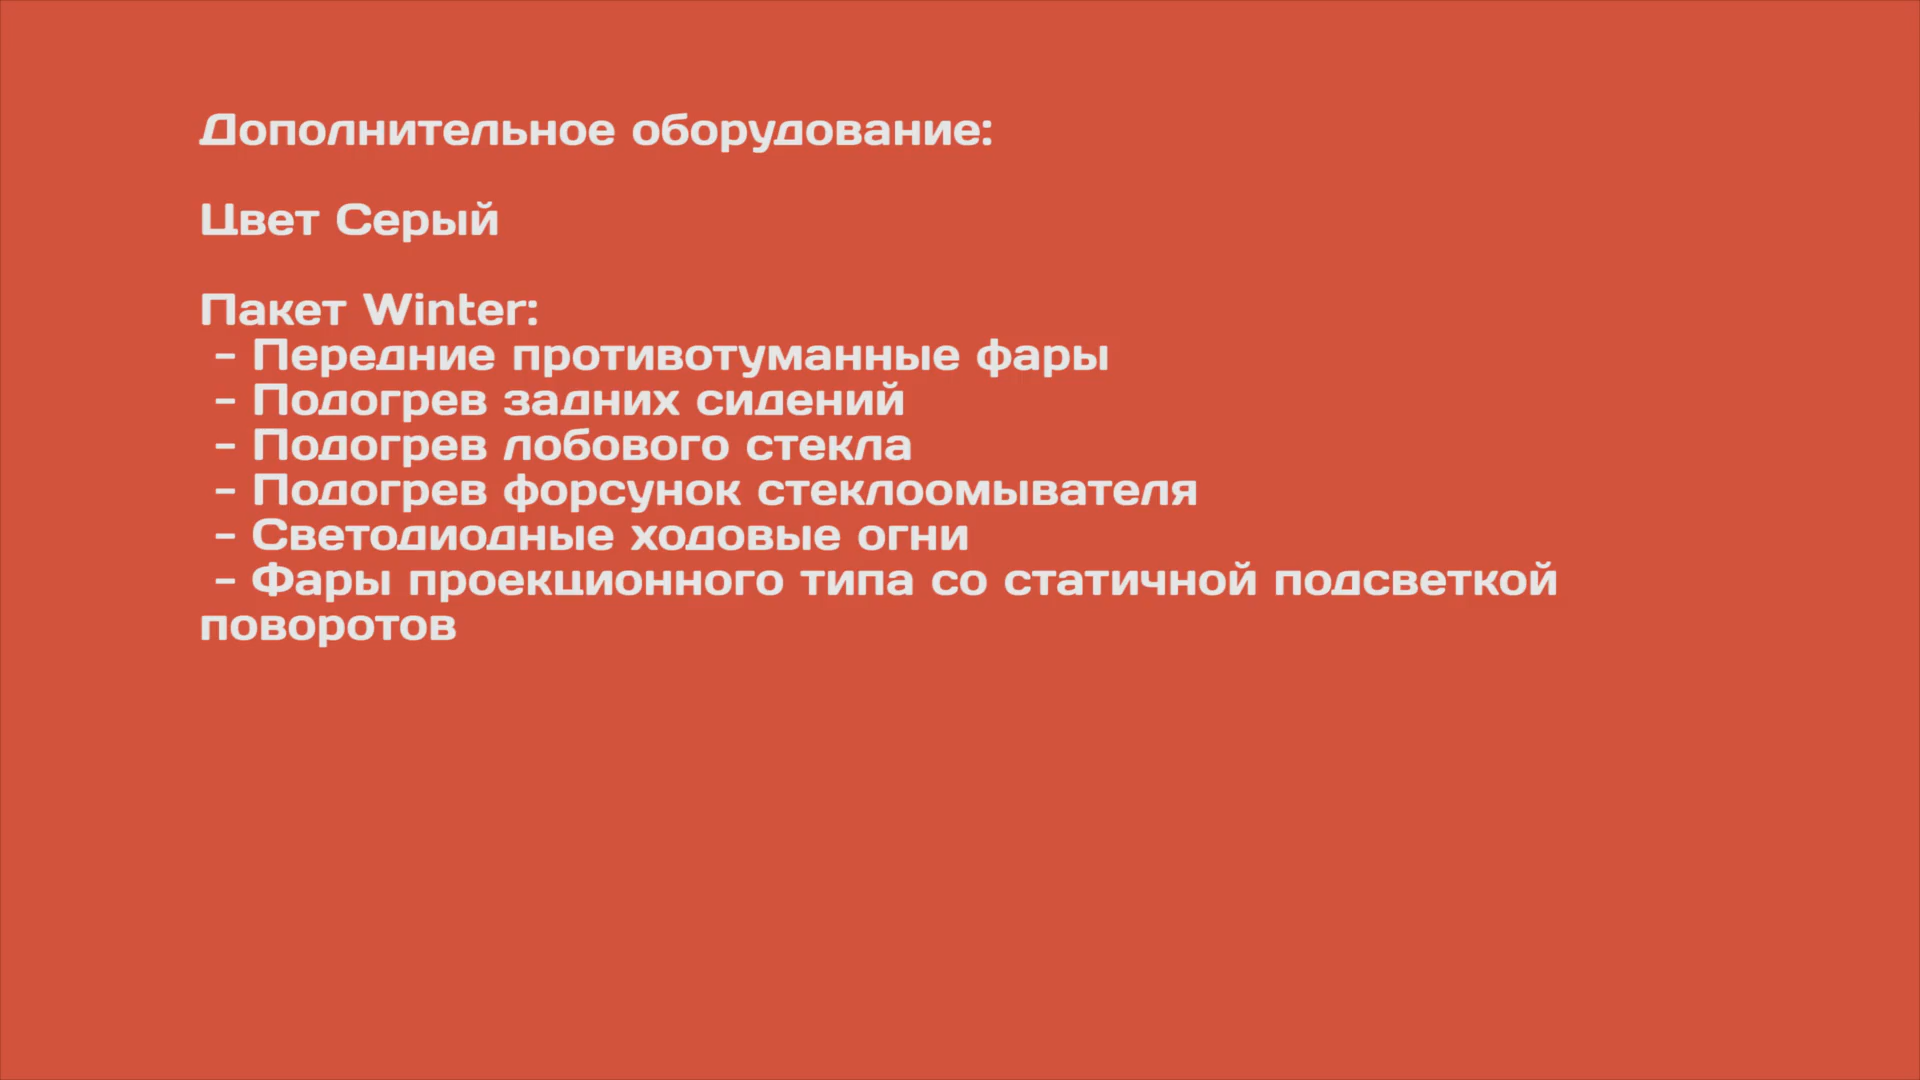 Дополнительное оборудование:
Цвет Серый
Пакет Winter:
- Передние противотуманные фары
- Подогрев задних сидений
- Подогрев лобового стекла
- Подогрев форсунок стеклоомывателя
- Светодиодные ходовые огни
- Фары проекционного типа со статичной подсветкой
поворотов